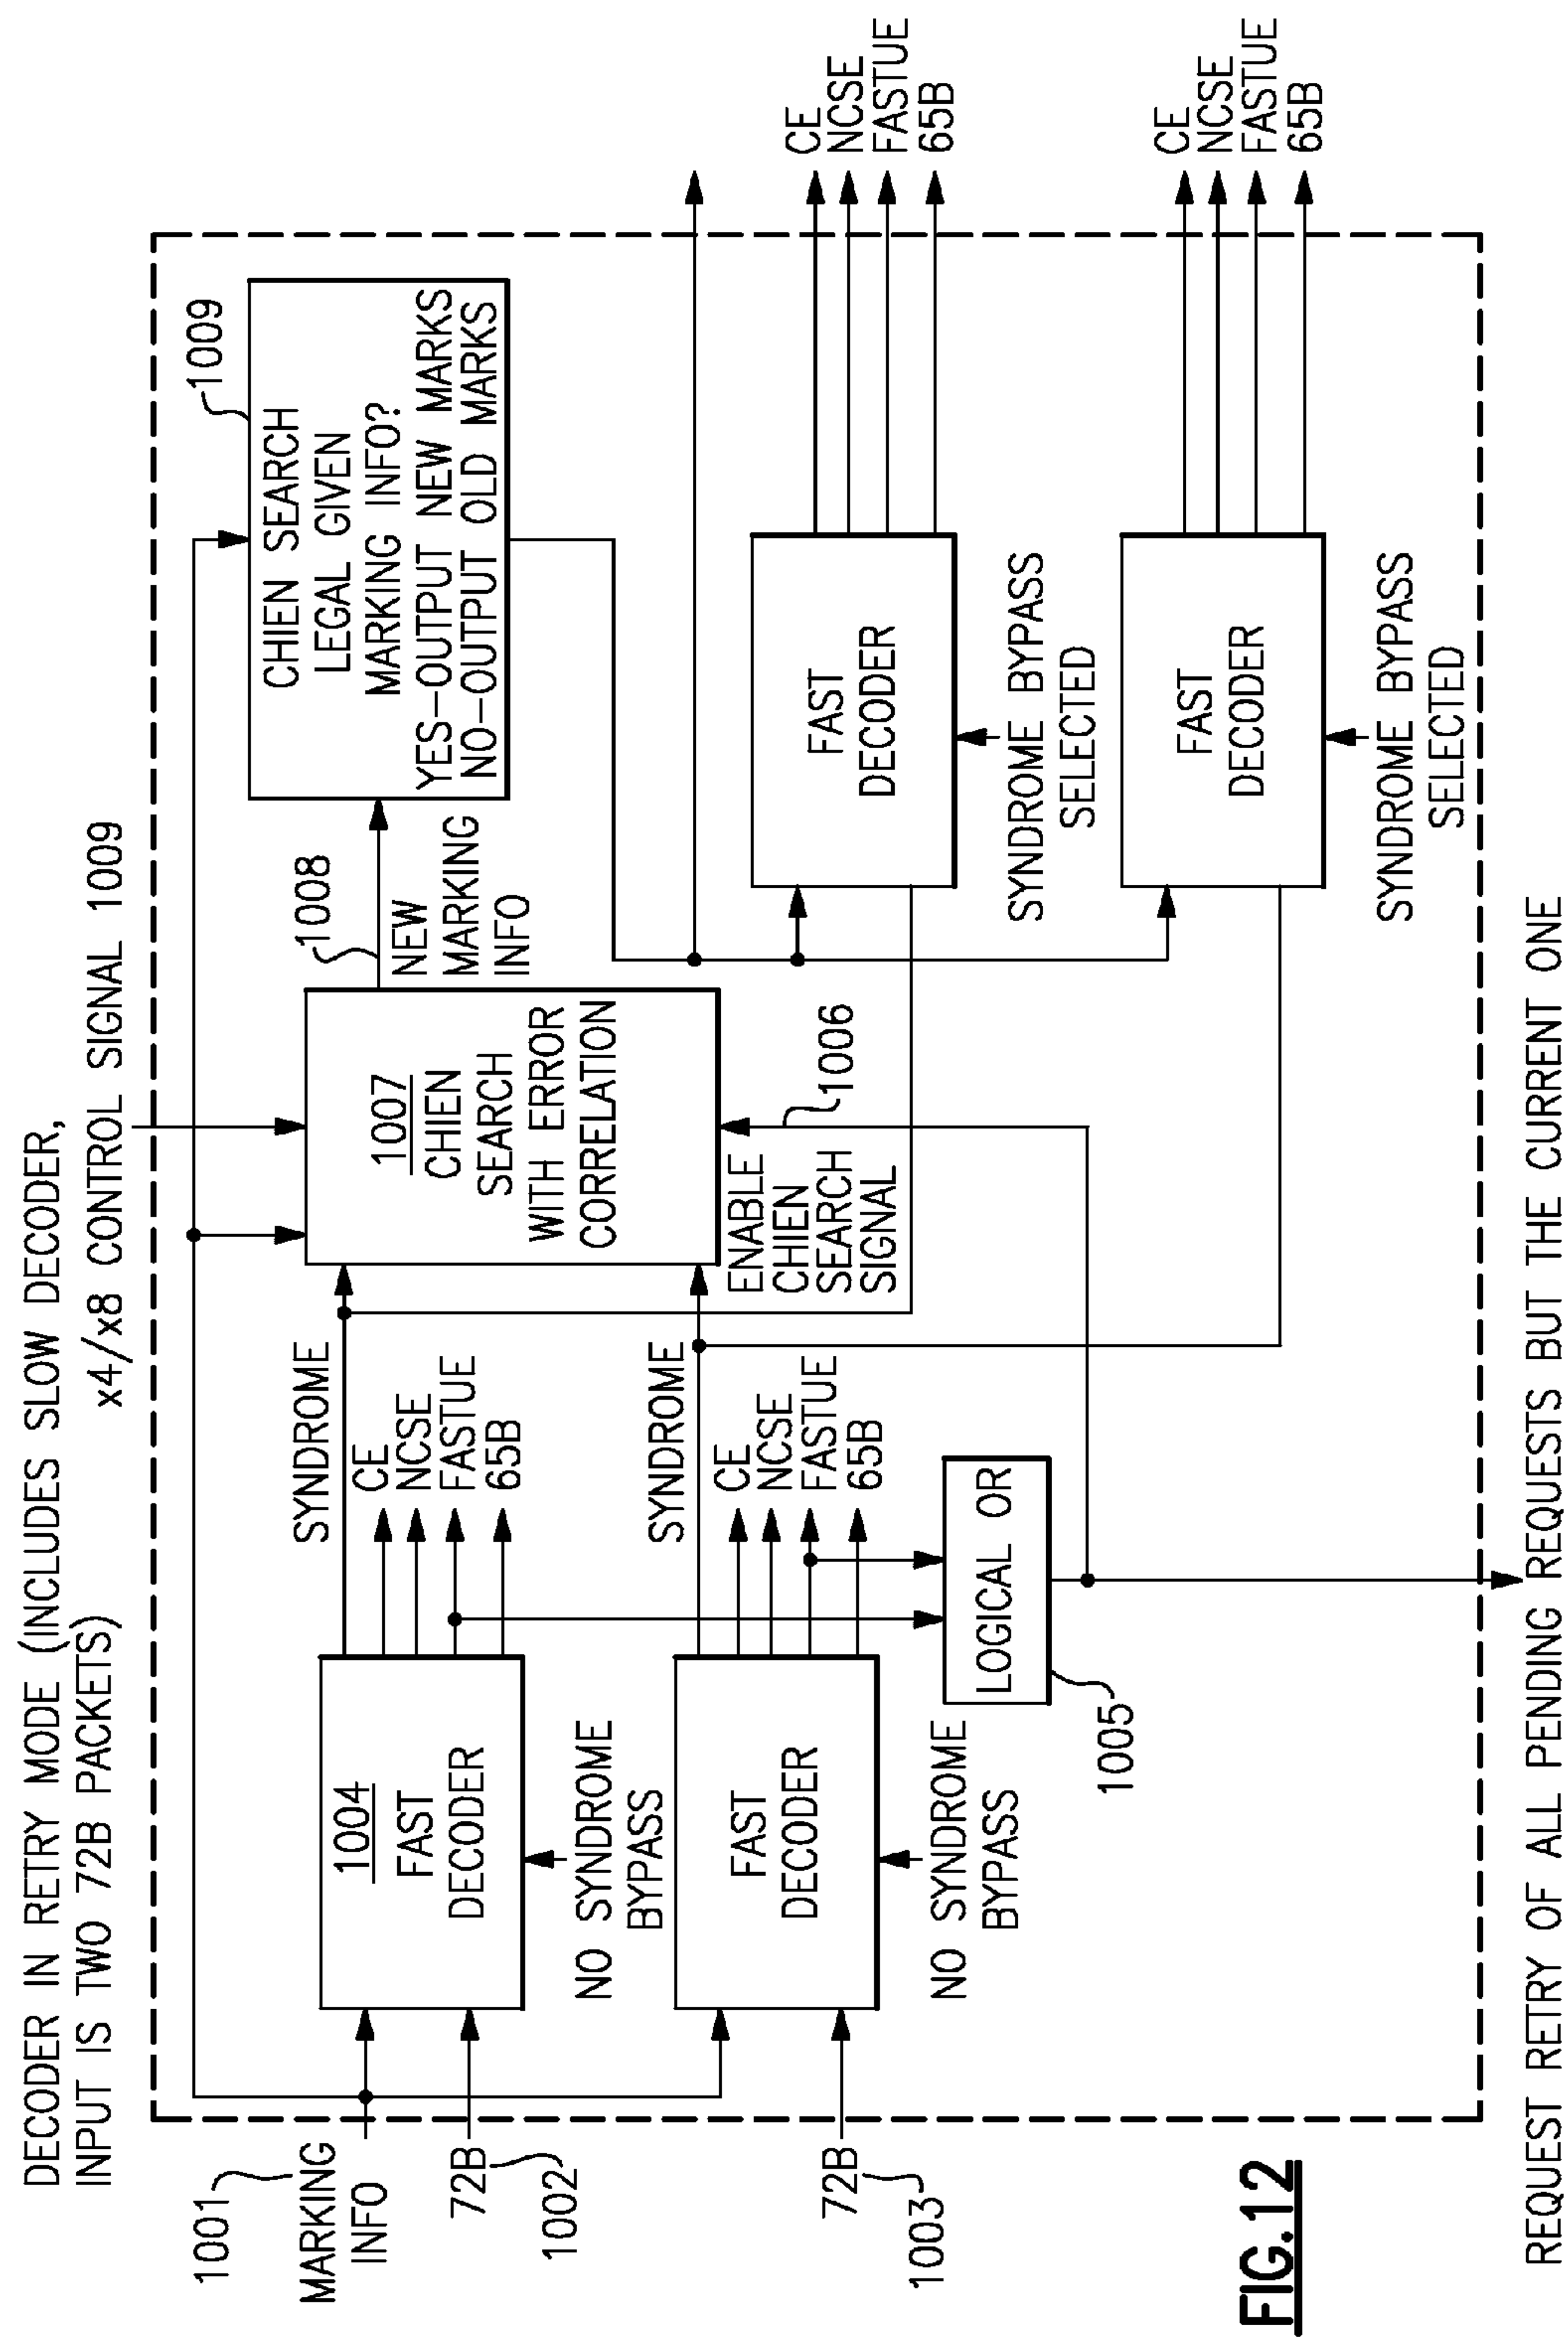 DECODER IN RETRY MODE (INCLUDES SLOW DECODER,
INPUT IS TWO 72B PACKETS)
x4/x8 CONTROL SIGNAL 1009
1001
MARKING
INFO
72B
1002
72B
1003
1004
FAST
DECODER
NO SYNDROME
BYPASS
SYNDROME
CE
NCSE
FASTUE
65B
FAST
DECODER
NO SYNDROME
BYPASS
SYNDROME
CE
NCSE
FASTUE
65B
LOGICAL OR
1005
1007
CHIEN
SEARCH
WITH ERROR
CORRELATION
ENABLE
CHIEN
SEARCH
SIGNAL
1006
1008
NEW
MARKING
INFO
1009
CHIEN SEARCH
LEGAL GIVEN
MARKING INFO?
YES-OUTPUT NEW MARKS
NO-OUTPUT OLD MARKS
FAST
DECODER
SYNDROME BYPASS
SELECTED
CE
NCSE
FASTUE
65B
FAST
DECODER
SYNDROME BYPASS
SELECTED
CE
NCSE
FASTUE
65B
REQUEST RETRY OF ALL PENDING REQUESTS BUT THE CURRENT ONE
FIG.12